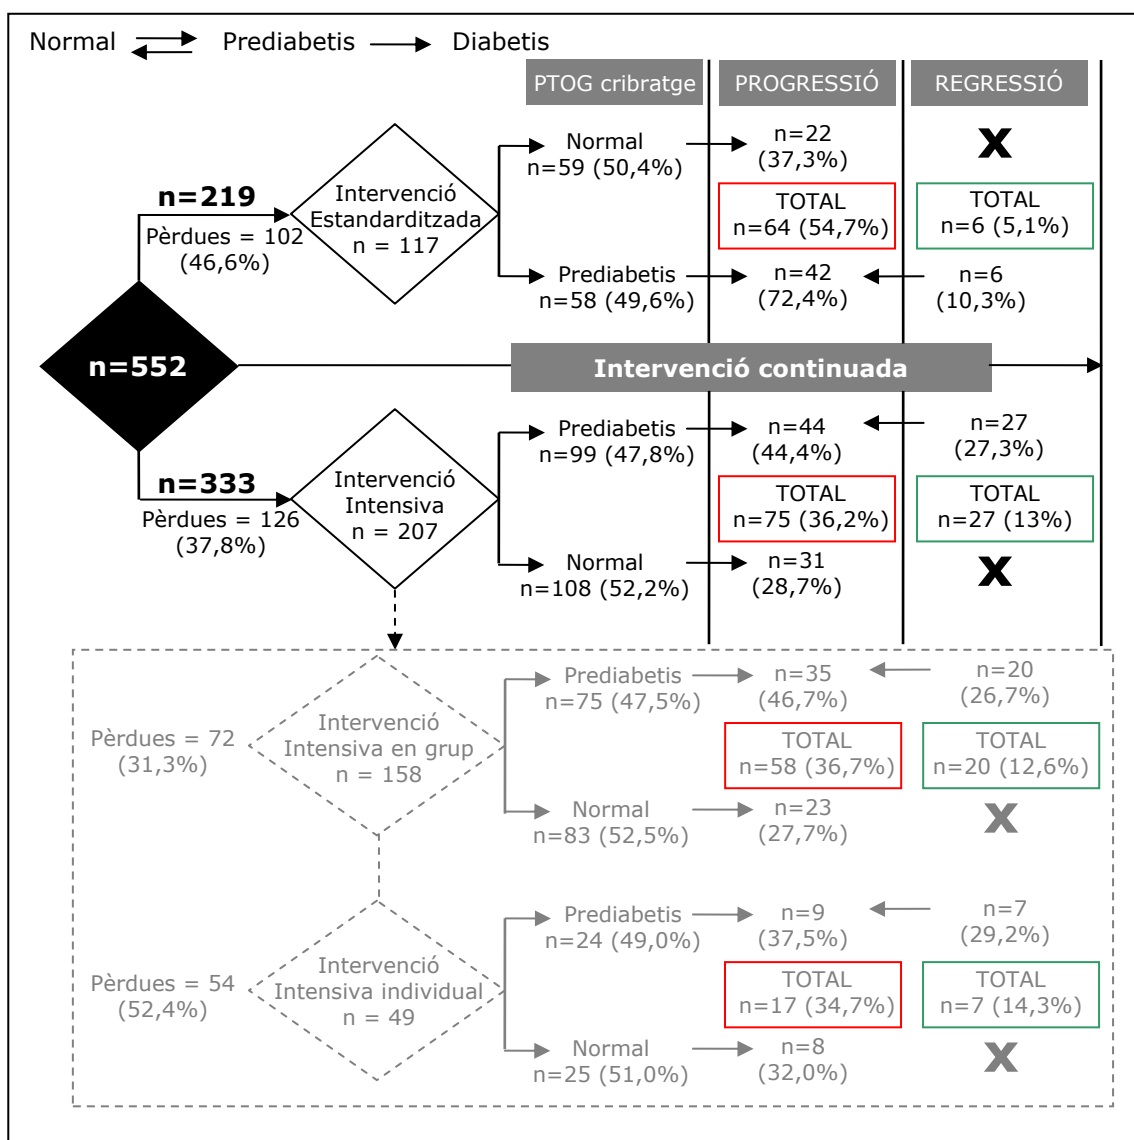 Normal Prediabetis Diabetis
PTOG cribratge PROGRESSIÓ REGRESSIÓ
n=219
Pèrdues = 102
(46,6%)
Intervenció
Estandarditzada
n = 117
Normal
n=59 (50,4%)
n=22
(37,3%)
X
TOTAL
n=64 (54,7%)
TOTAL
n=6 (5,1%)
Prediabetis
n=58 (49,6%)
n=42
(72,4%)
n=6
(10,3%)
n=552
Intervenció continuada
n=333
Pèrdues = 126
(37,8%)
Intervenció
Intensiva
n = 207
Prediabetis
n=99 (47,8%)
n=44
(44,4%)
n=27
(27,3%)
TOTAL
n=75 (36,2%)
TOTAL
n=27 (13%)
Normal
n=108 (52,2%)
n=31
(28,7%)
X
Pèrdues = 72
(31,3%)
Intervenció
Intensiva en grup
n = 158
Prediabetis
n=75 (47,5%)
n=35
(46,7%)
n=20
(26,7%)
TOTAL
n=58 (36,7%)
TOTAL
n=20 (12,6%)
Normal
n=83 (52,5%)
n=23
(27,7%)
X
Pèrdues = 54
(52,4%)
Intervenció
Intensiva individual
n = 49
Prediabetis
n=24 (49,0%)
n=9
(37,5%)
n=7
(29,2%)
TOTAL
n=17 (34,7%)
TOTAL
n=7 (14,3%)
Normal
n=25 (51,0%)
n=8
(32,0%)
X